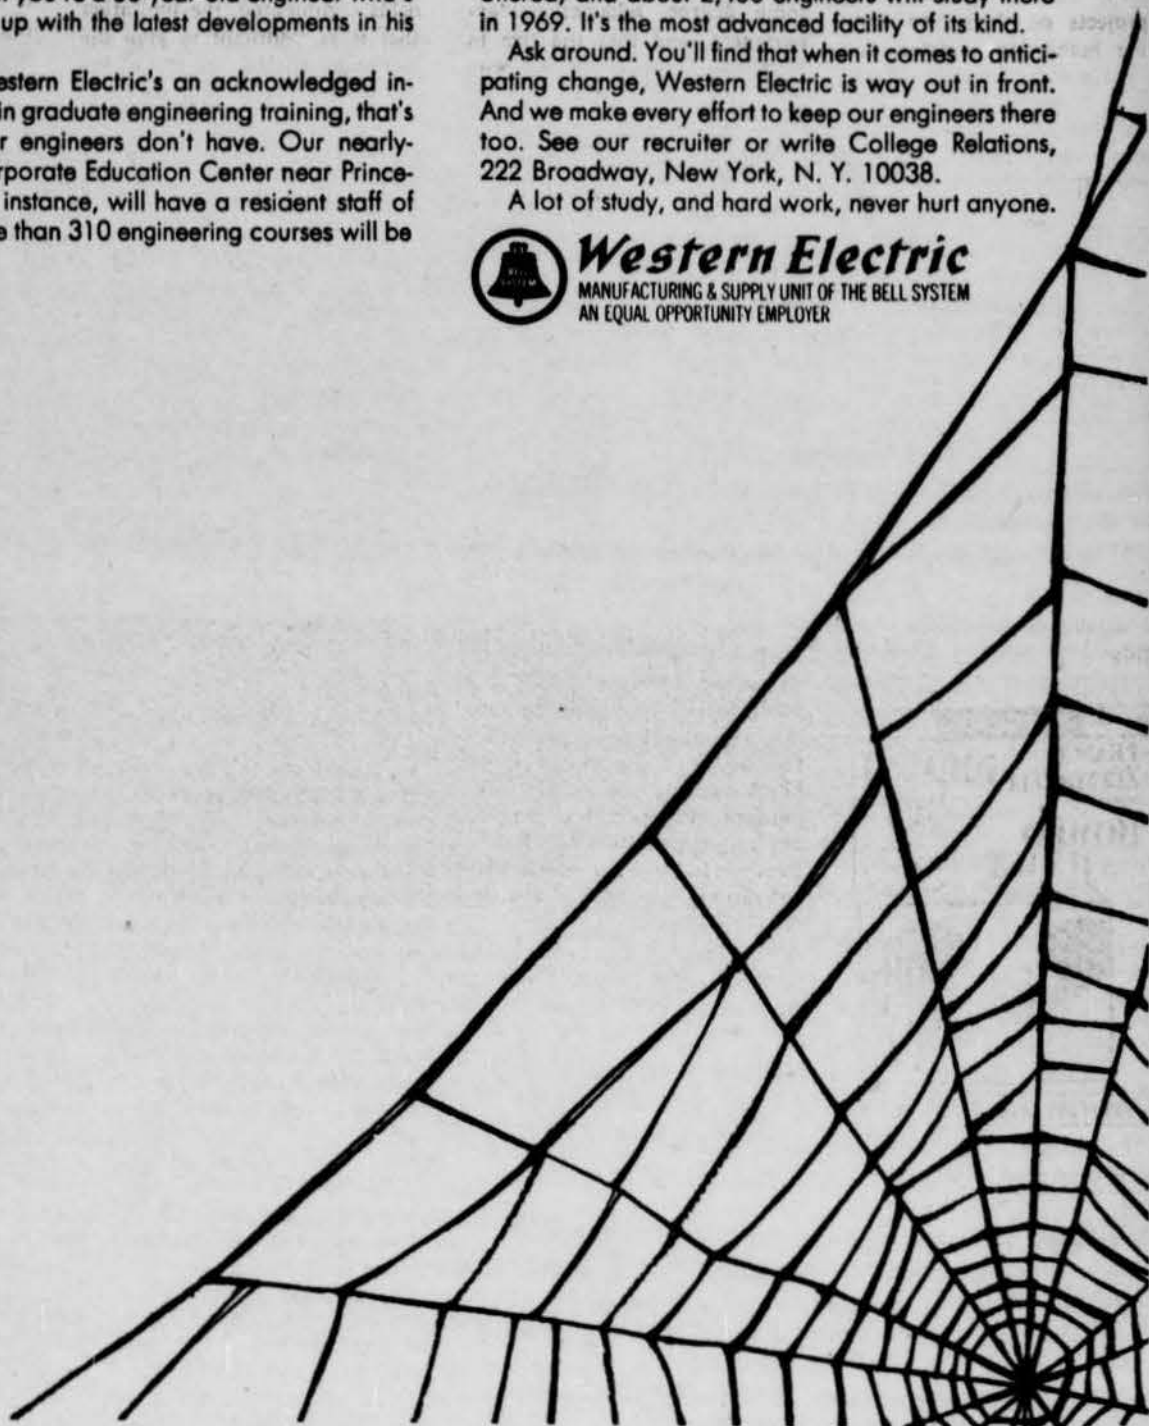 up with the latest developments in his
estern Electric's an acknowledged in-
in graduate engineering training, that's
r engineers don't have. Our nearly-
rporate Education Center near Prince-
instance, will have a resident staff of
e than 310 engineering courses will be
in 1969. It's the most advanced facility of its kind.
Ask around. You'll find that when it comes to antici-
pating change, Western Electric is way out in front.
And we make every effort to keep our engineers there
too. See our recruiter or write College Relations,
222 Broadway, New York, N. Y. 10038.
A lot of study, and hard work, never hurt anyone.
Western Electric
MANUFACTURING & SUPPLY UNIT OF THE BELL SYSTEM
AN EQUAL OPPORTUNITY EMPLOYER